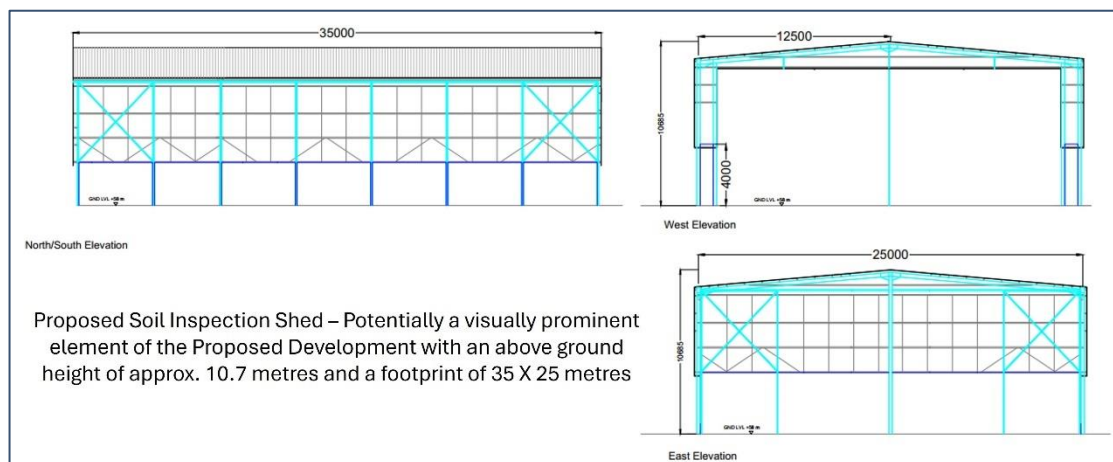 35000
GND LVL +58 m
North/South Elevation
12500
10685
4000
GND LVL +58 m
West Elevation
25000
10685
GND LVL +58 m
East Elevation
Proposed Soil Inspection Shed – Potentially a visually prominent
element of the Proposed Development with an above ground
height of approx. 10.7 metres and a footprint of 35 X 25 metres